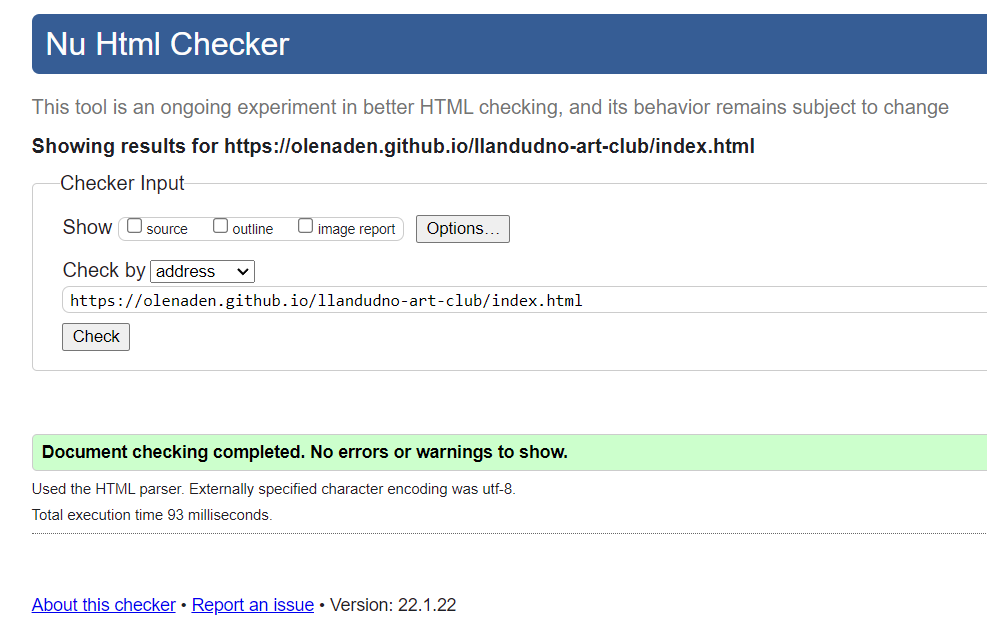 Nu Html Checker
This tool is an ongoing experiment in better HTML checking, and its behavior remains subject to change
Showing results for https://olenaden.github.io/llandudno-art-club/index.html
Checker Input
Show source outline image report Options...
Check by address
https://olenaden.github.io/llandudno-art-club/index.html
Check
Document checking completed. No errors or warnings to show.
Used the HTML parser. Externally specified character encoding was utf-8.
Total execution time 93 milliseconds.
About this checker • Report an issue • Version: 22.1.22